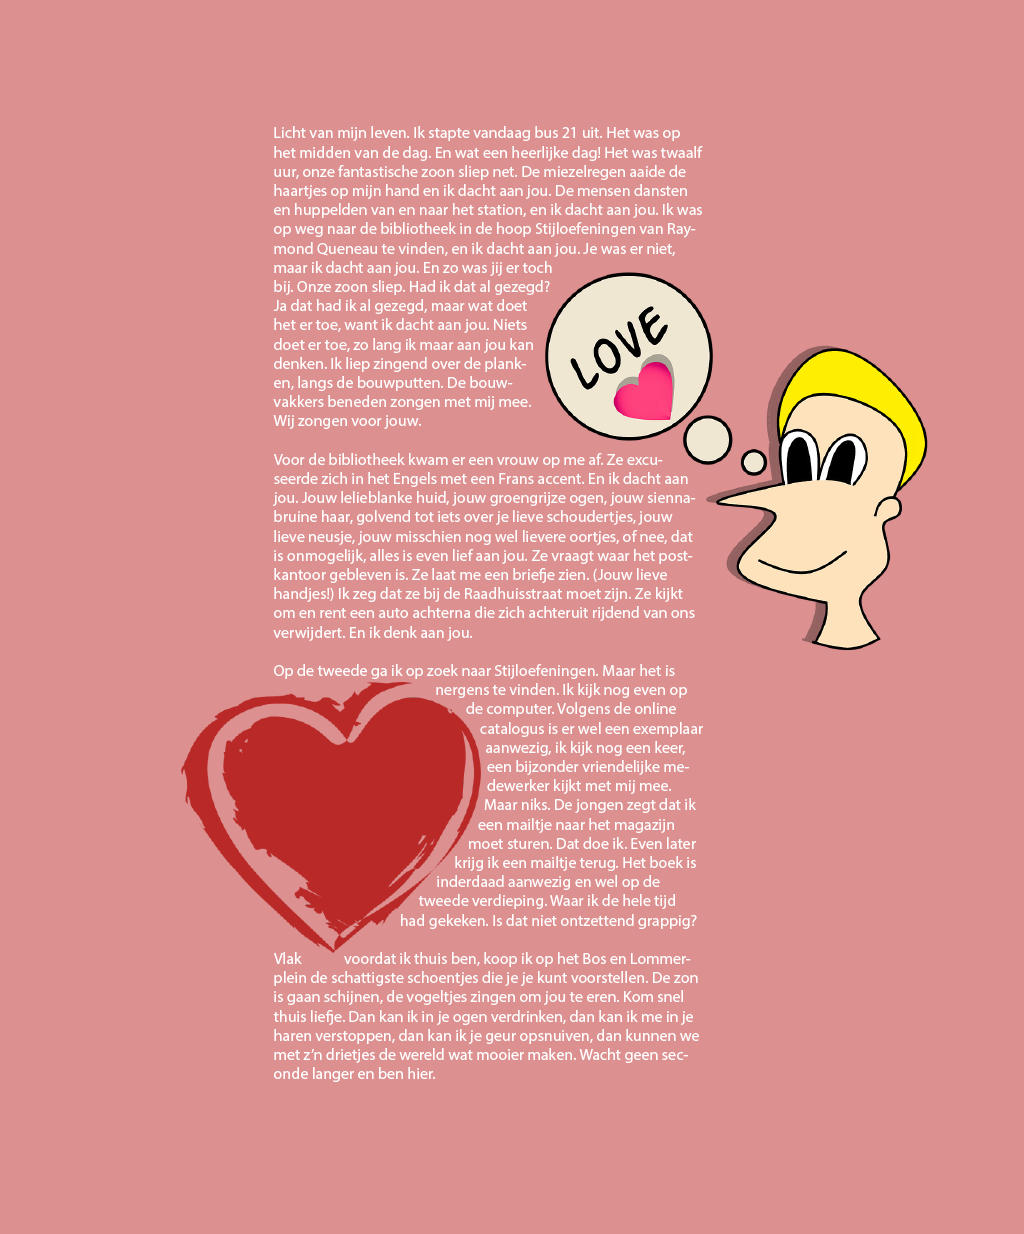 Licht van mijn leven. Ik stapte vandaag bus 21 uit. Het was op
het midden van de dag. En wat een heerlijke dag! Het was twaalf
uur, onze fantastische zoon sliep net. De miezelregen aaide de
haartjes op mijn hand en ik dacht aan jou. De mensen dansten
en huppelden van en naar het station, en ik dacht aan jou. Ik was
op weg naar de bibliotheek in de hoop Stijloefeningen van Ray-
mond Queneau te vinden, en ik dacht aan jou. Je was er niet,
maar ik dacht aan jou. En zo was jij er toch
bij. Onze zoon sliep. Had ik dat al gezegd?
Ja dat had ik al gezegd, maar wat doet
het er toe, want ik dacht aan jou. Niets
doet er toe, zo lang ik maar aan jou kan
denken. Ik liep zingend over de plank-
en, langs de bouwputten. De bouw-
vakkers beneden zongen met mij mee.
Wij zongen voor jouw.
LOVE
Voor de bibliotheek kwam er een vrouw op me af. Ze excu-
seerde zich in het Engels met een Frans accent. En ik dacht aan
jou. Jouw lelieblanke huid, jouw groengrijze ogen, jouw sienna-
bruine haar, golvend tot iets over je lieve schoudertjes, jouw
lieve neusje, jouw misschien nog wel lievere oortjes, of nee, dat
is onmogelijk, alles is even lief aan jou. Ze vraagt waar het post-
kantoor gebleven is. Ze laat me een briefje zien. (Jouw lieve
handjes!) Ik zeg dat ze bij de Raadhuisstraat moet zijn. Ze kijkt
om en rent een auto achterna die zich achteruit rijdend van ons
verwijdert. En ik denk aan jou.
Op de tweede ga ik op zoek naar Stijloefeningen. Maar het is
nergens te vinden. Ik kijk nog even op
de computer. Volgens de online
catalogus is er wel een exemplaar
aanwezig, ik kijk nog een keer,
een bijzonder vriendelijke me-
dewerker kijkt met mij mee.
Maar niks. De jongen zegt dat ik
een mailtje naar het magazijn
moet sturen. Dat doe ik. Even later
krijg ik een mailtje terug. Het boek is
inderdaad aanwezig en wel op de
tweede verdieping. Waar ik de hele tijd
had gekeken. Is dat niet ontzettend grappig?
Vlak voordat ik thuis ben, koop ik op het Bos en Lommer-
plein de schattigste schoentjes die je je kunt voorstellen. De zon
is gaan schijnen, de vogeltjes zingen om jou te eren. Kom snel
thuis liefje. Dan kan ik in je ogen verdrinken, dan kan ik me in je
haren verstoppen, dan kan ik je geur opsnuiven, dan kunnen we
met z'n drietjes de wereld wat mooier maken. Wacht geen sec-
onde langer en ben hier.